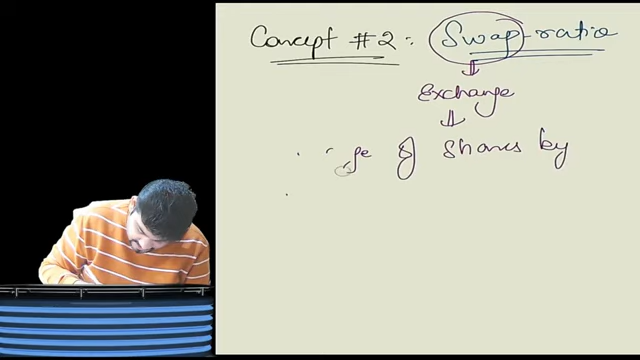 Concept #2: Swap-ratio
Exchange
of shares by